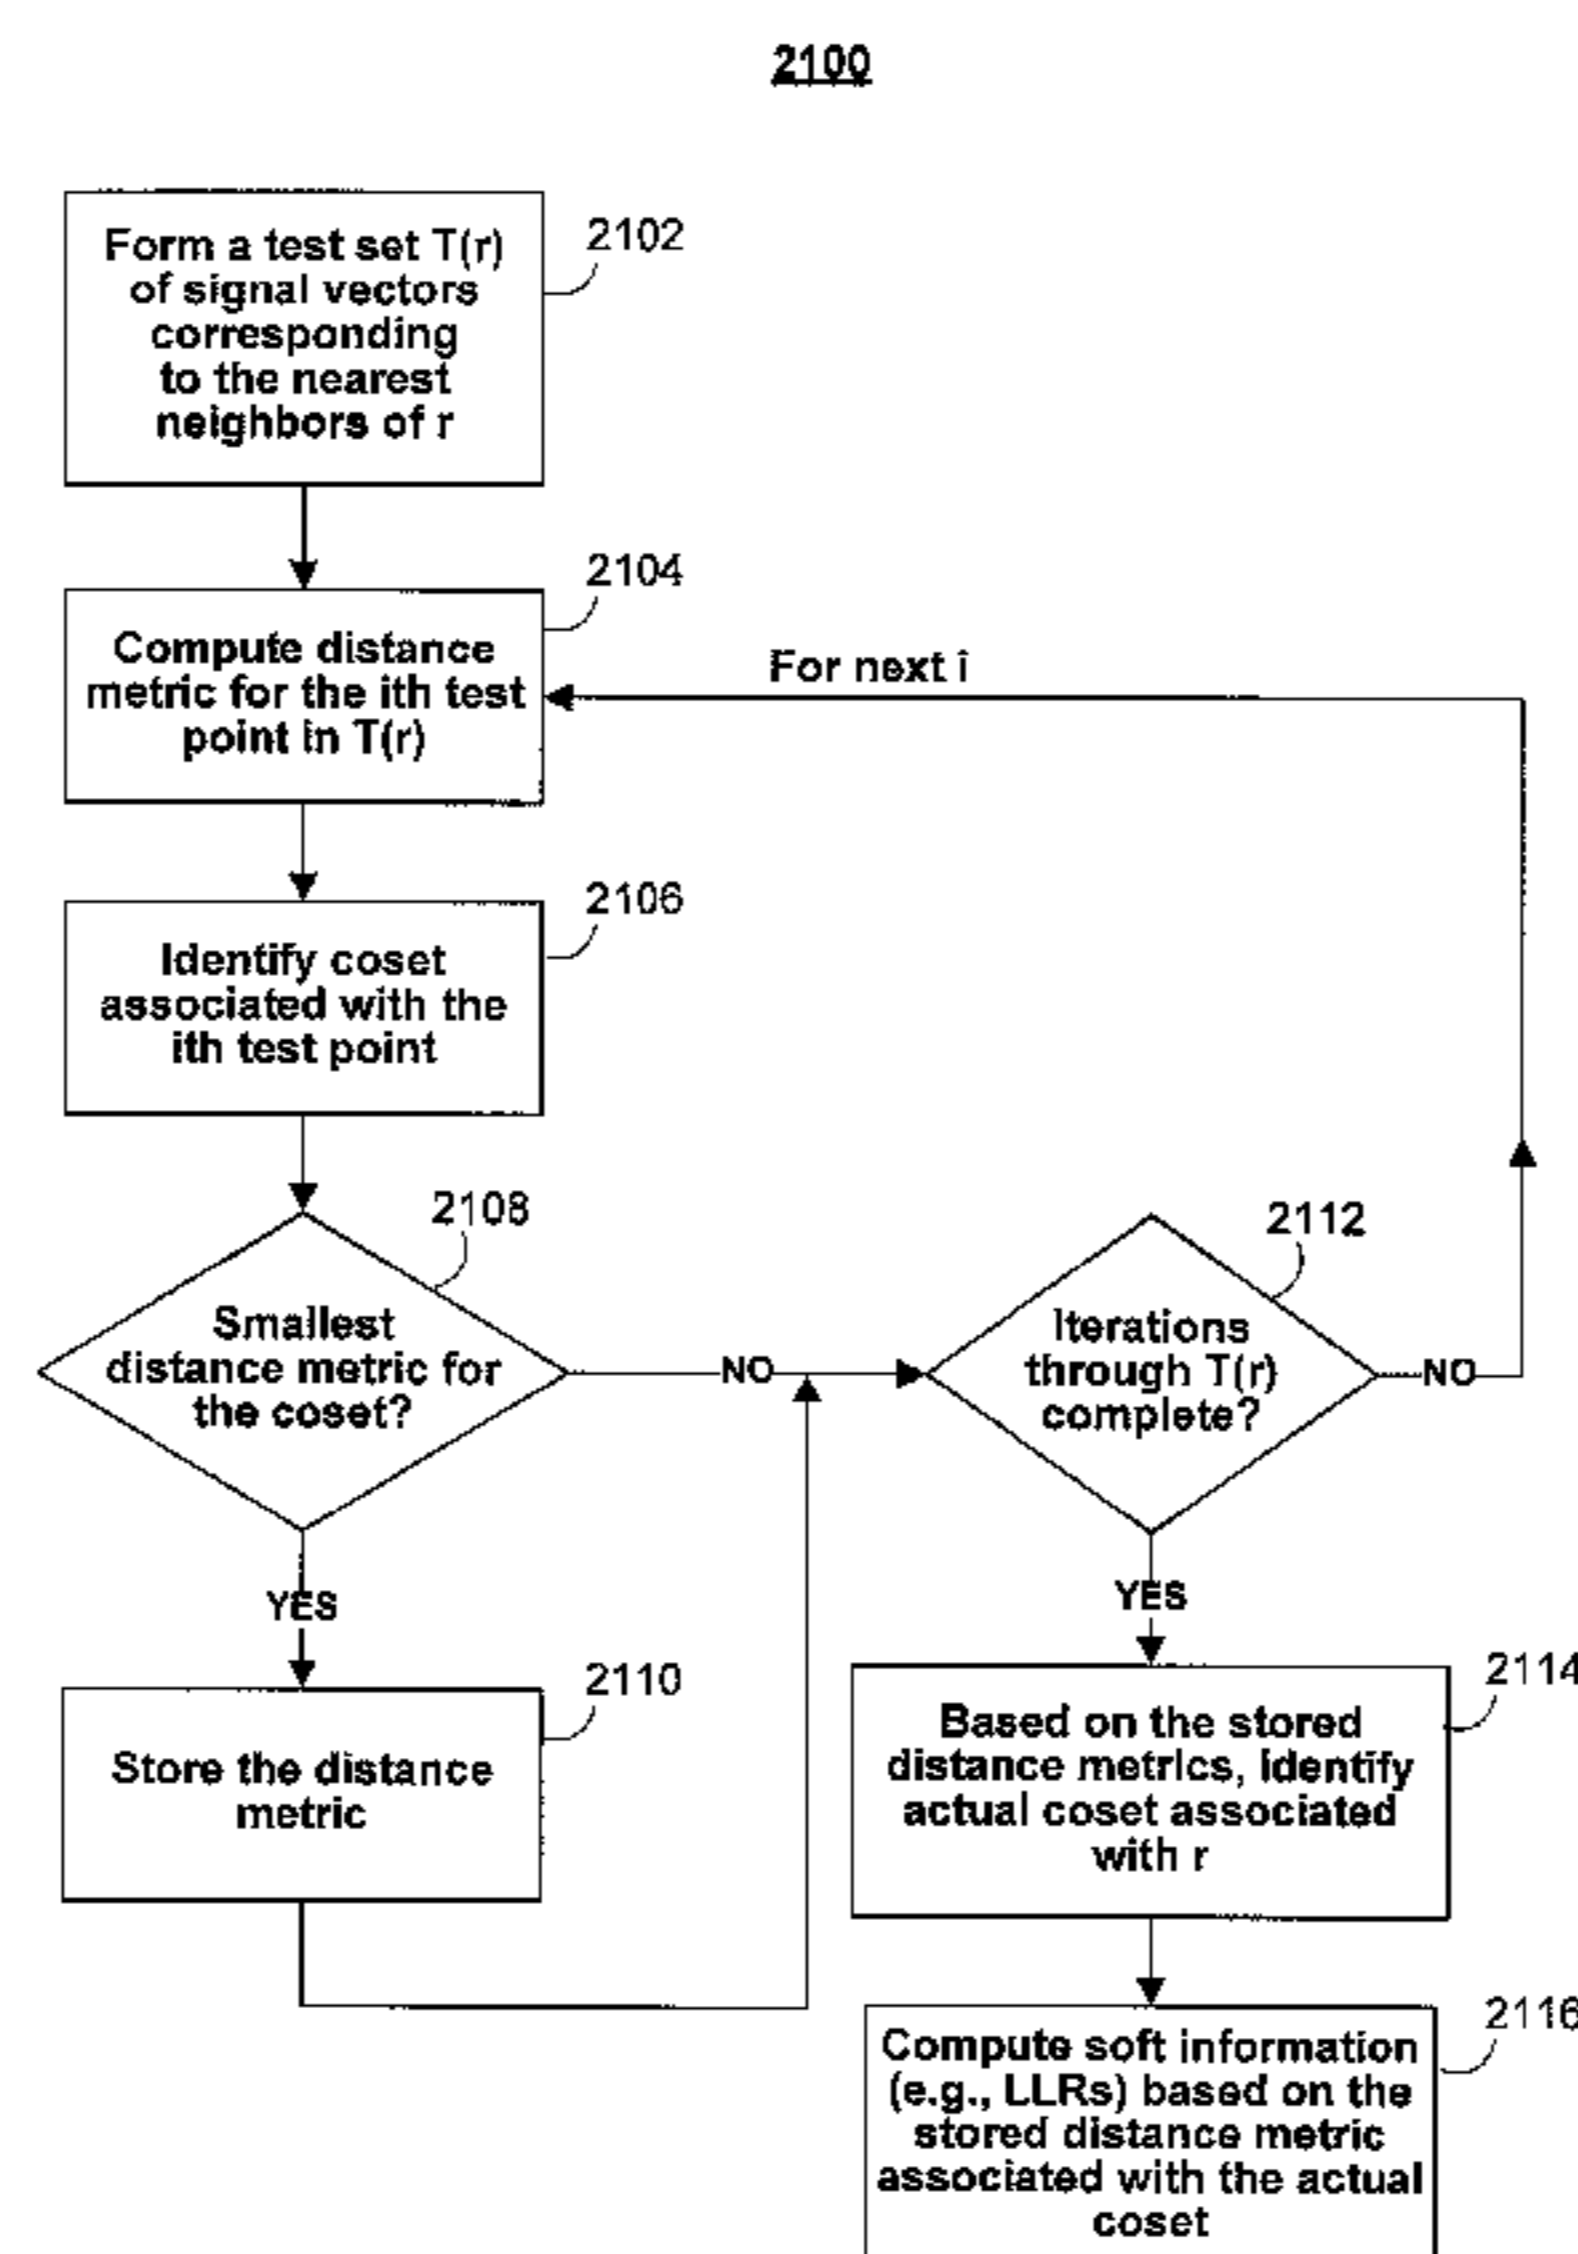 2100
Form a test set T(r)
of signal vectors
corresponding
to the nearest
neighbors of r
2102
Compute distance
metric for the ith test
point in T(r)
2104
For next i
Identify coset
associated with the
ith test point
2106
Smallest
distance metric for
the coset?
2108
NO
YES
Store the distance
metric
2110
Iterations
through T(r)
complete?
2112
NO
YES
Based on the stored
distance metrics, identify
actual coset associated
with r
2114
Compute soft information
(e.g., LLRs) based on the
stored distance metric
associated with the actual
coset
2116